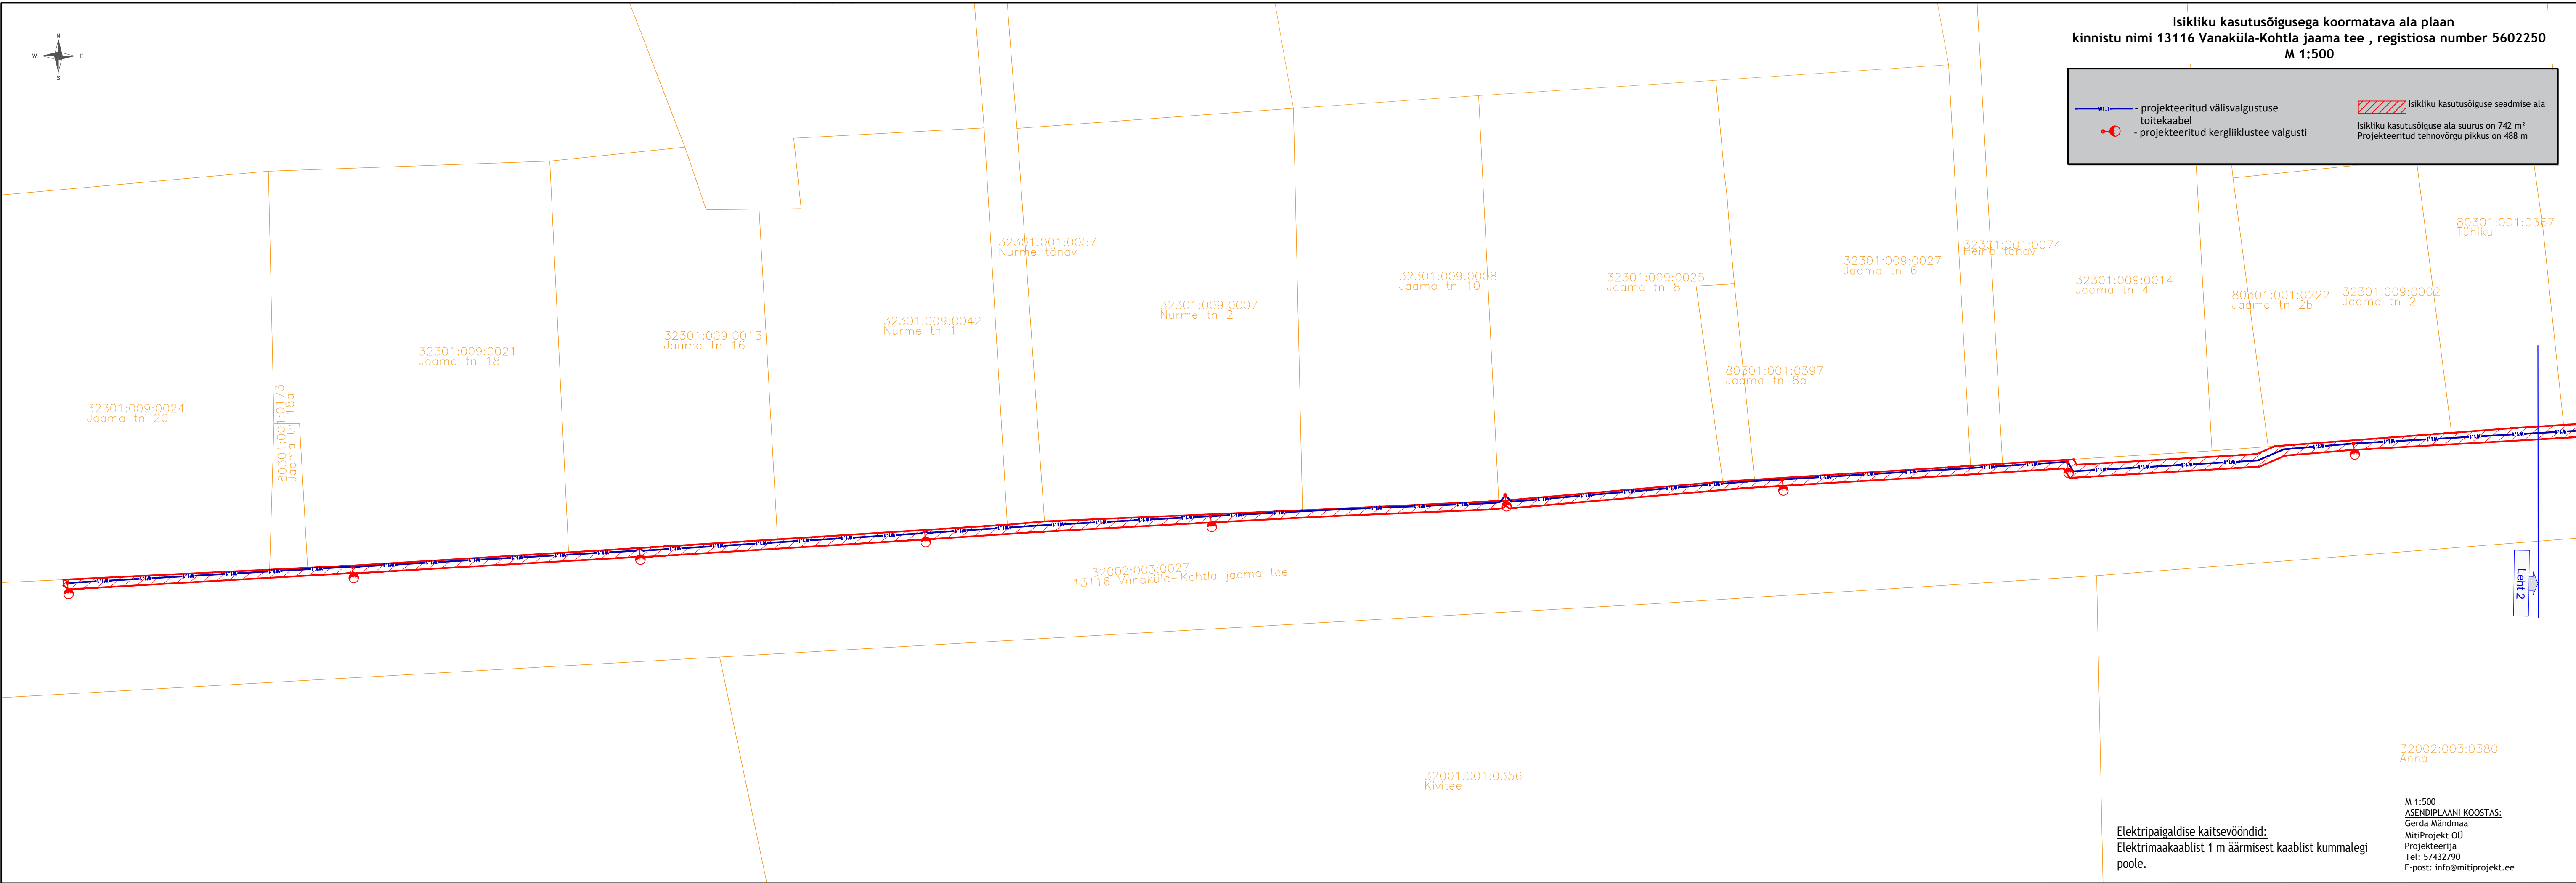 Isikliku kasutusõigusega koormatava ala plaan
kinnistu nimi 13116 Vanaküla-Kohtla jaama tee , registiosa number 5602250
M 1:500
N
W E
S
W1.1 - projekteeritud välisvalgustuse
toitekaabel
- projekteeritud kergliiklustee valgusti
Isikliku kasutusõiguse seadmise ala
Isikliku kasutusõiguse ala suurus on 742 m²
Projekteeritud tehnovõrgu pikkus on 488 m
80301:001:0367
Tühiku
32301:001:0057
Nurme tänav
32301:001:0074
Heina tänav
32301:009:0027
Jaama tn 6
32301:009:0008
Jaama tn 10
32301:009:0025
Jaama tn 8
32301:009:0014
Jaama tn 4
80301:001:0222
Jaama tn 2b
32301:009:0002
Jaama tn 2
32301:009:0007
Nurme tn 2
32301:009:0042
Nurme tn 1
32301:009:0013
Jaama tn 16
32301:009:0021
Jaama tn 18
80301:001:0397
Jaama tn 8a
32301:009:0024
Jaama tn 20
80301:001:0173
Jaama tn 18a
32002:003:0027
13116 Vanaküla-Kohtla jaama tee
Leht 2
32002:003:0380
Anna
32001:001:0356
Kivitee
Elektripaigaldise kaitsevööndid:
Elektrimaakaablist 1 m äärmisest kaablist kummalegi
poole.
M 1:500
ASENDIPLAANI KOOSTAS:
Gerda Mändmaa
MitiProjekt OÜ
Projekteerija
Tel: 57432790
E-post: info@mitiprojekt.ee